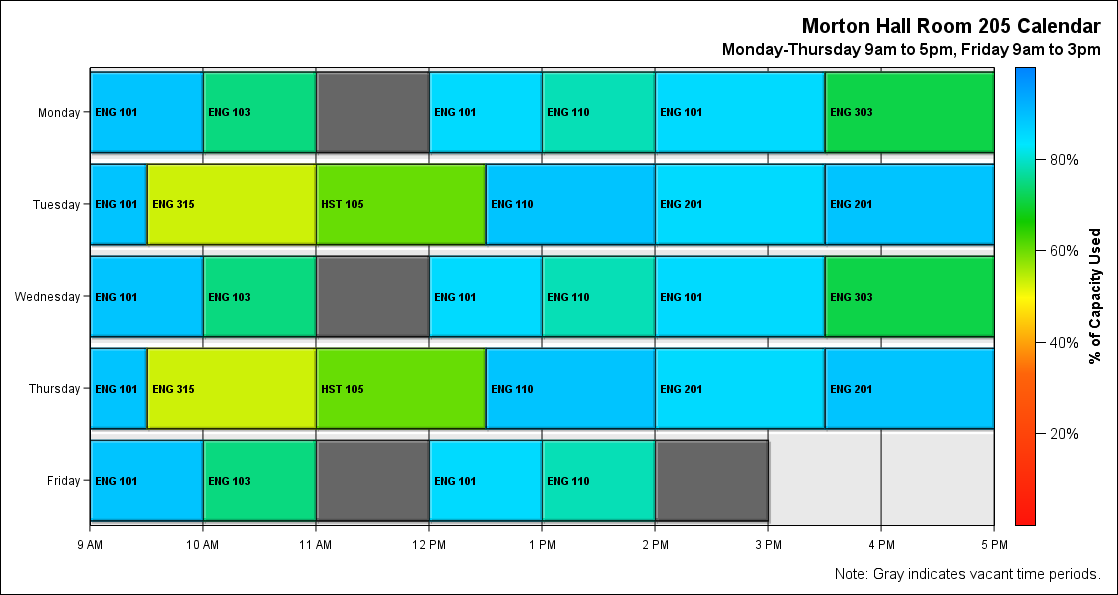 Morton Hall Room 205 Calendar
Monday-Thursday 9am to 5pm, Friday 9am to 3pm
Monday
ENG 101
ENG 103
ENG 101
ENG 110
ENG 101
ENG 303
Tuesday
ENG 101
ENG 315
HST 105
ENG 110
ENG 201
ENG 201
Wednesday
ENG 101
ENG 103
ENG 101
ENG 110
ENG 101
ENG 303
Thursday
ENG 101
ENG 315
HST 105
ENG 110
ENG 201
ENG 201
Friday
ENG 101
ENG 103
ENG 101
ENG 110
9 AM
10 AM
11 AM
12 PM
1 PM
2 PM
3 PM
4 PM
5 PM
80%
60%
40%
20%
% of Capacity Used
Note: Gray indicates vacant time periods.